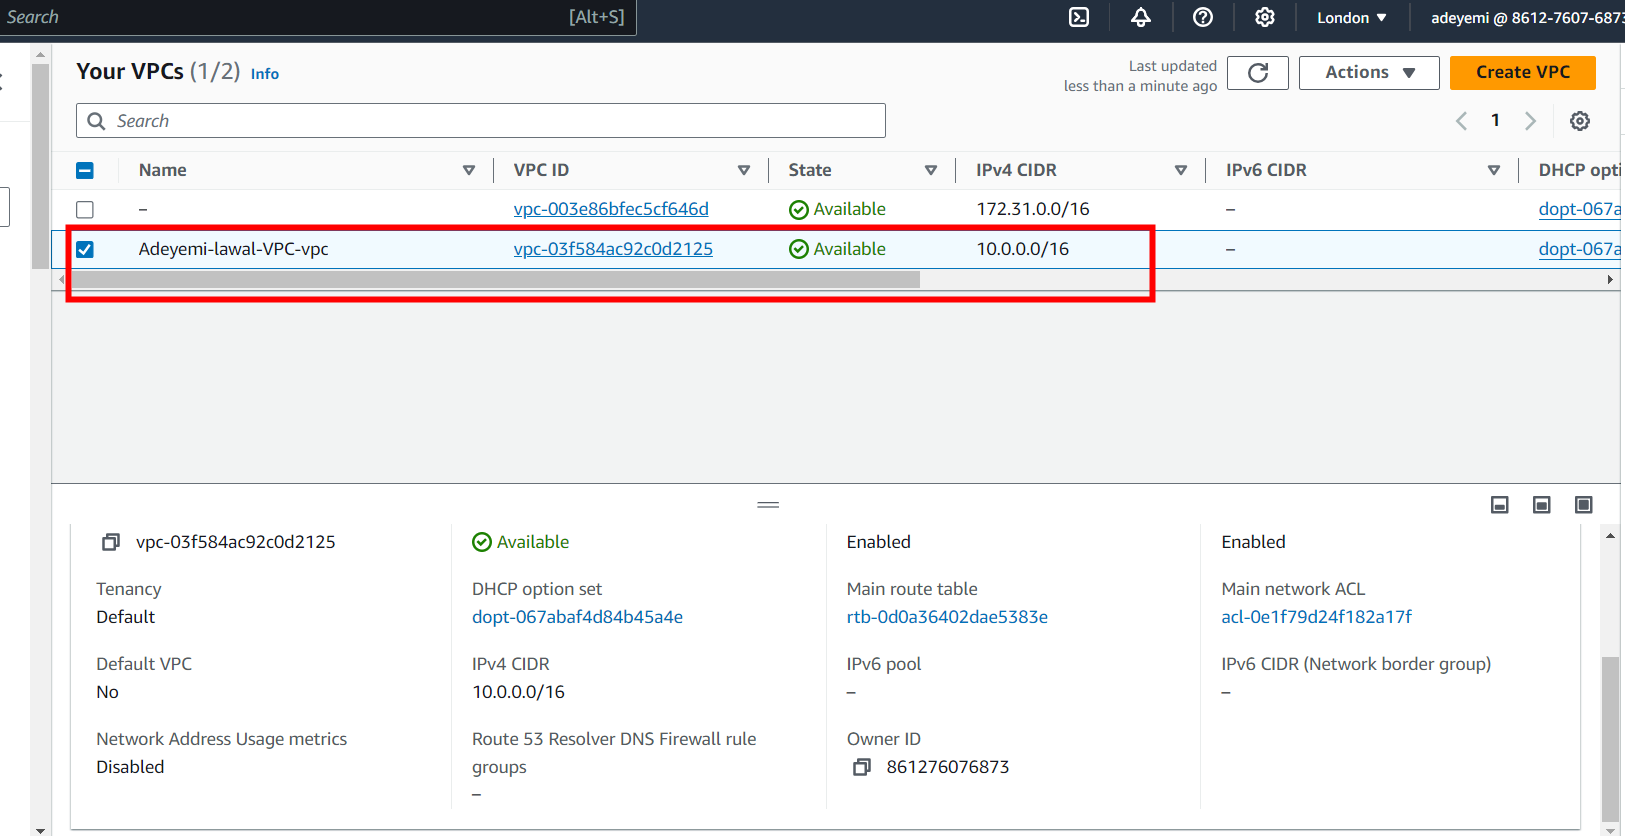 Search [Alt+S] London adeyemi @ 8612-7607-6873
Your VPCs (1/2) Info
Last updated
less than a minute ago
Actions
Create VPC
Search
1
Name VPC ID State IPv4 CIDR IPv6 CIDR DHCP opti
– vpc-003e86bfec5cf646d Available 172.31.0.0/16 – dopt-067a
Adeyemi-lawal-VPC-vpc vpc-03f584ac92c0d2125 Available 10.0.0.0/16 – dopt-067a
vpc-03f584ac92c0d2125 Available Enabled Enabled
Tenancy DHCP option set Main route table Main network ACL
Default dopt-067abaf4d84b45a4e rtb-0d0a36402dae5383e acl-0e1f79d24f182a17f
Default VPC IPv4 CIDR IPv6 pool IPv6 CIDR (Network border group)
No 10.0.0.0/16 – –
Network Address Usage metrics Route 53 Resolver DNS Firewall rule Owner ID
Disabled groups 861276076873
–